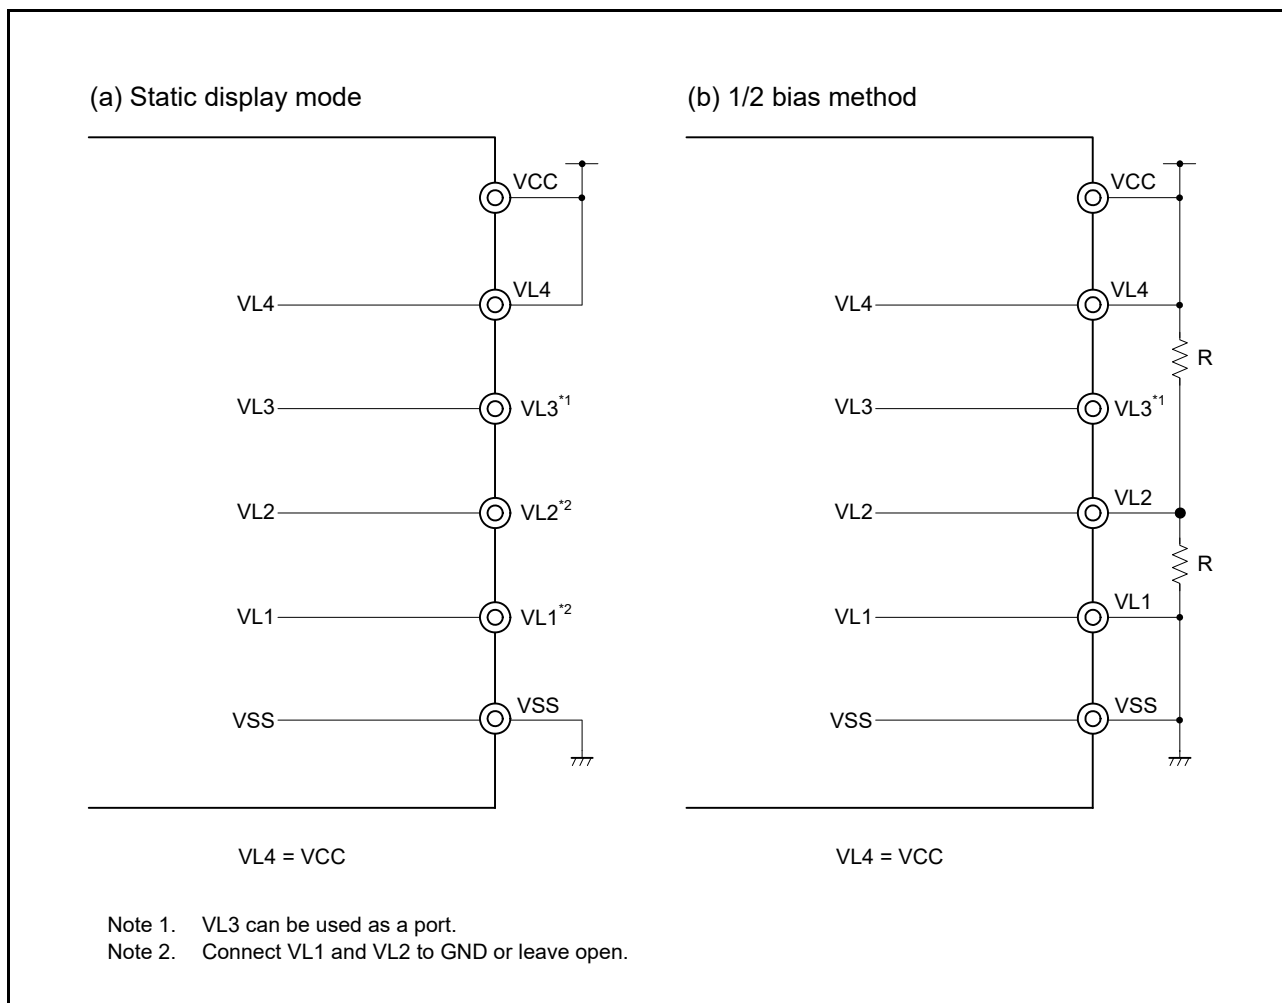 (a) Static display mode
VCC
VL4 VL4
VL3 VL3*1
VL2 VL2*2
VL1 VL1*2
VSS VSS
VL4 = VCC
(b) 1/2 bias method
VCC
VL4 VL4
R
VL3 VL3*1
VL2 VL2
R
VL1 VL1
VSS VSS
VL4 = VCC
Note 1. VL3 can be used as a port.
Note 2. Connect VL1 and VL2 to GND or leave open.